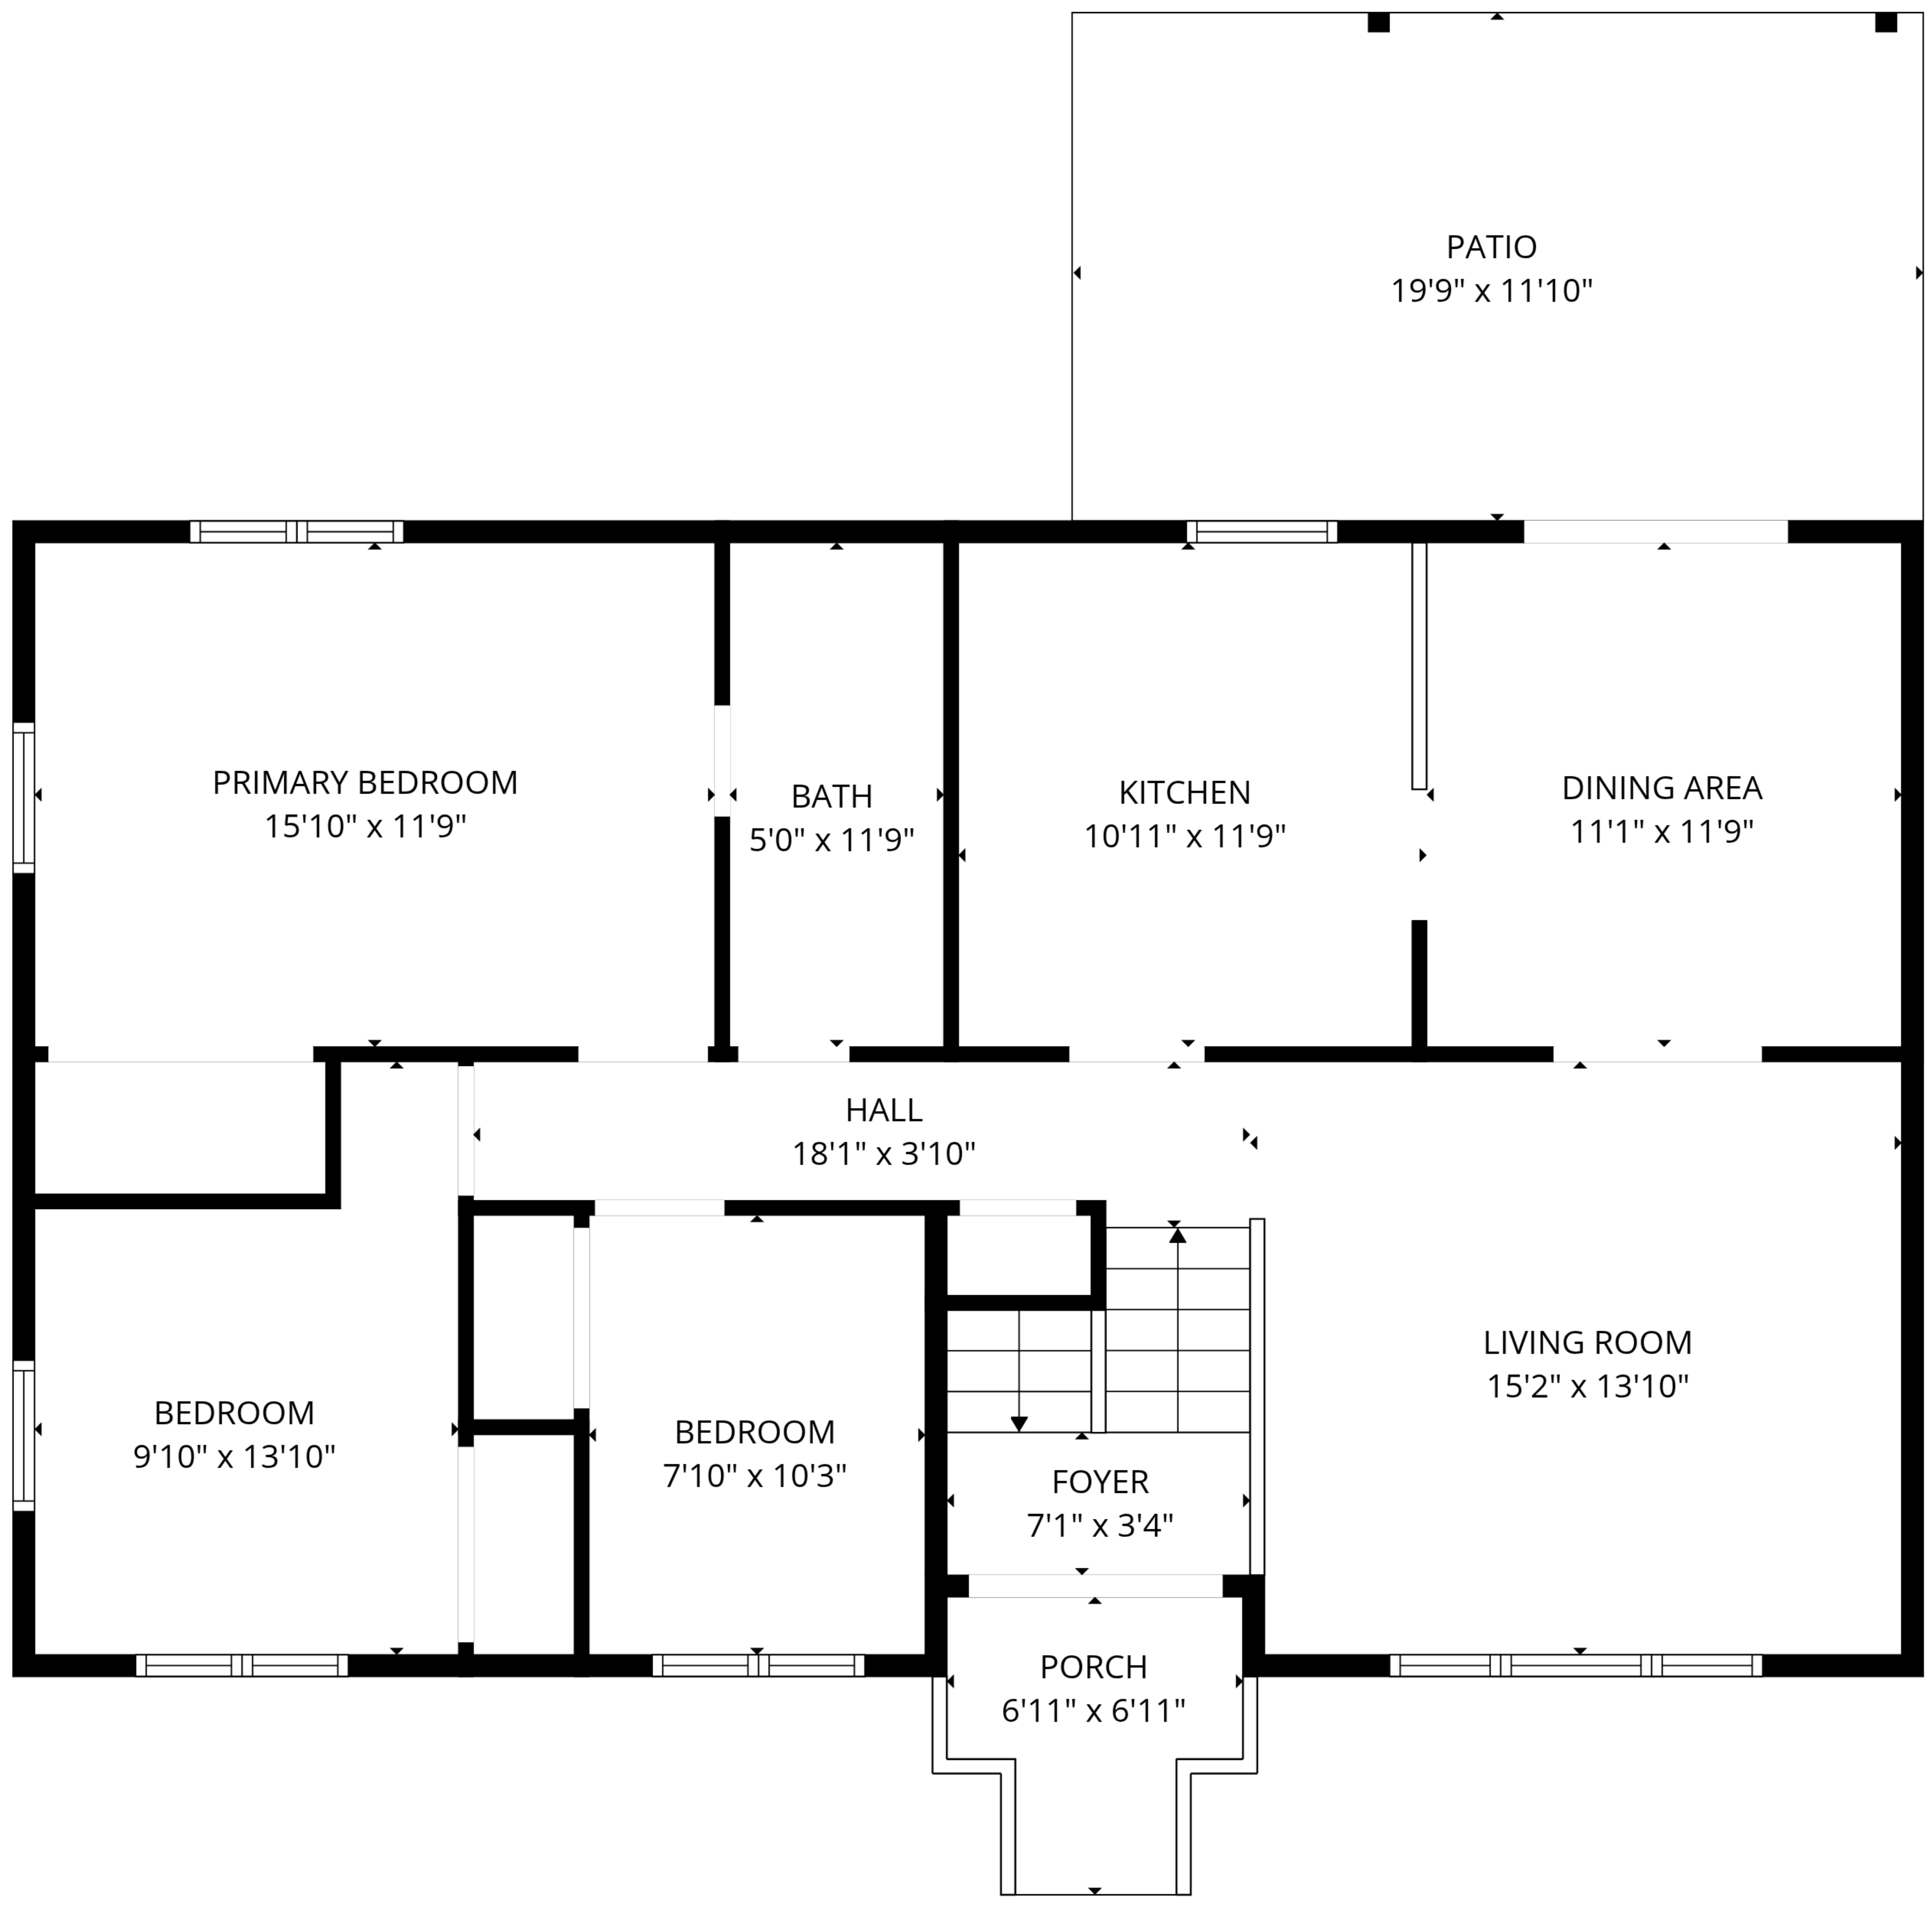 PATIO
19'9" x 11'10"
PRIMARY BEDROOM
15'10" x 11'9"
BATH
5'0" x 11'9"
KITCHEN
10'11" x 11'9"
DINING AREA
11'1" x 11'9"
HALL
18'1" x 3'10"
LIVING ROOM
15'2" x 13'10"
BEDROOM
9'10" x 13'10"
BEDROOM
7'10" x 10'3"
FOYER
7'1" x 3'4"
PORCH
6'11" x 6'11"